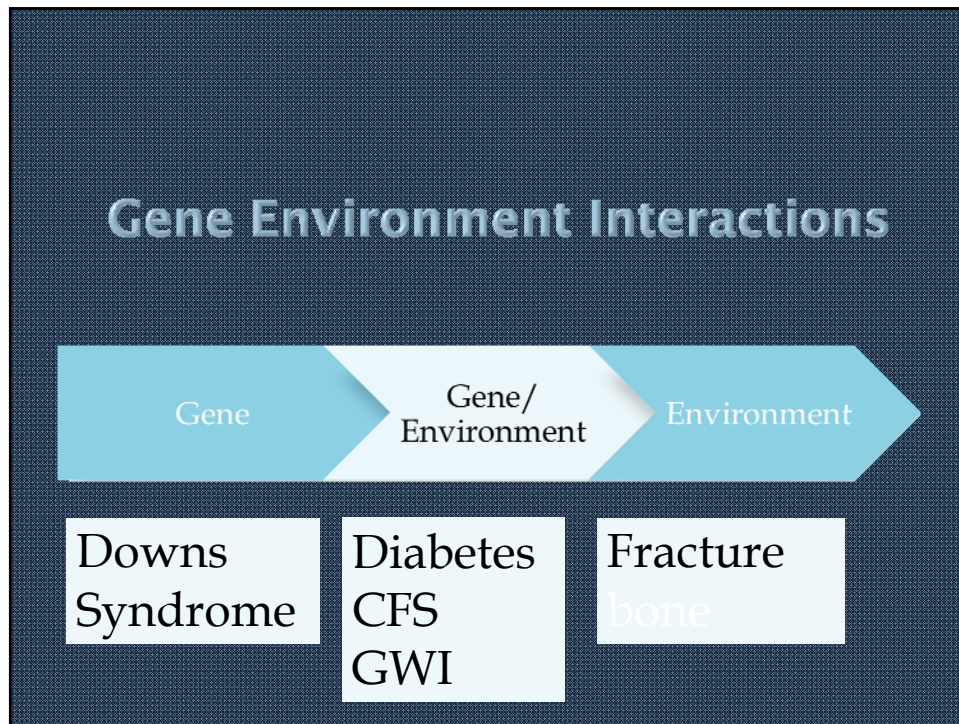 Gene Environment Interactions
Gene
Gene/
Environment
Environment
Downs
Syndrome
Diabetes
CFS
GWI
Fracture
bone